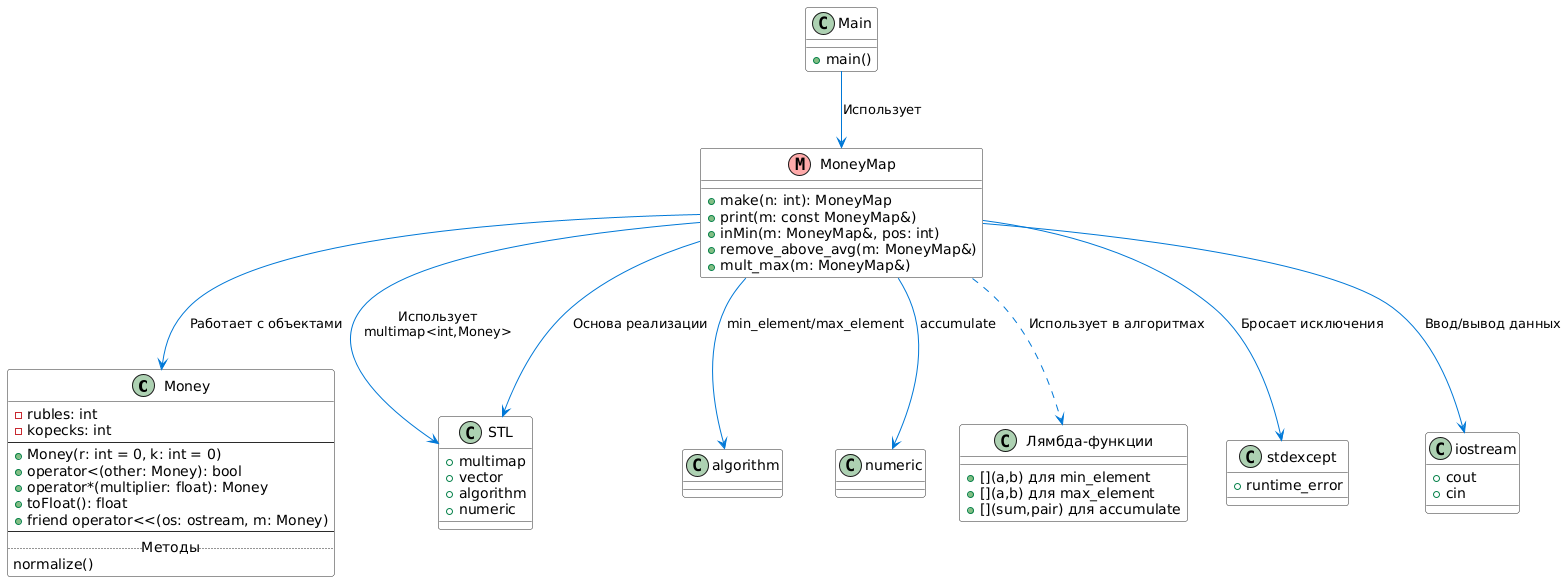 C Main
main()
Использует
M MoneyMap
make(n: int): MoneyMap
print(m: const MoneyMap&)
inMin(m: MoneyMap&, pos: int)
remove_above_avg(m: MoneyMap&)
mult_max(m: MoneyMap&)
Работает с объектами
Использует
multimap<int,Money>
Основа реализации
min_element/max_element
accumulate
Использует в алгоритмах
Бросает исключения
Ввод/вывод данных
C Money
rubles: int
kopecks: int
Money(r: int = 0, k: int = 0)
operator<(other: Money): bool
operator*(multiplier: float): Money
toFloat(): float
friend operator<<(os: ostream, m: Money)
Методы
normalize()
C STL
multimap
vector
algorithm
numeric
C algorithm
C numeric
C Лямбда-функции
[](a,b) для min_element
[](a,b) для max_element
[](sum,pair) для accumulate
C stdexcept
runtime_error
C iostream
cout
cin